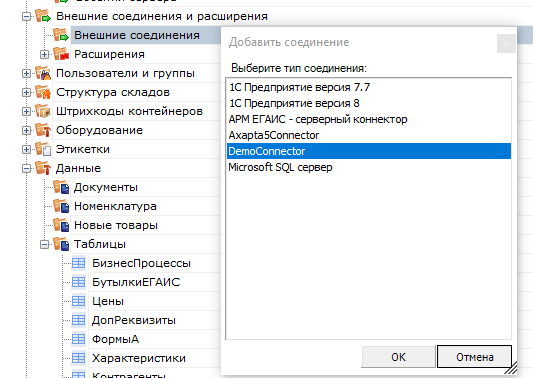 Внешние соединения и расширения
Внешние соединения
Расширения
Пользователи и группы
Структура складов
Штрихкоды контейнеров
Оборудование
Этикетки
Данные
Документы
Номенклатура
Новые товары
Таблицы
БизнесПроцессы
БутылкиЕГАИС
Цены
ДопРеквизиты
ФормыА
Характеристики
Добавить соединение
x
Выберите тип соединения:
1С Предприятие версия 7.7
1С Предприятие версия 8
АРМ ЕГАИС - серверный коннектор
Axapta5Connector
DemoConnector
Microsoft SQL сервер
OK
Отмена